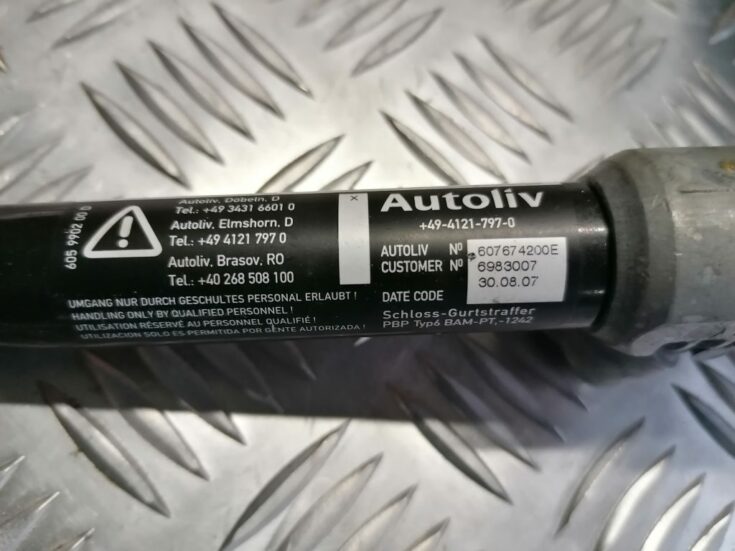 605 9902 00 D
Autoliv, Döbeln, D
Tel.: +49 3431 6601 0
Autoliv, Elmshorn, D
Tel.: +49 4121 797 0
Autoliv, Brasov, RO
Tel.: +40 268 508 100
UMGANG NUR DURCH GESCHULTES PERSONAL ERLAUBT !
HANDLING ONLY BY QUALIFIED PERSONNEL !
UTILISATION RÉSERVÉ AU PERSONNEL QUALIFIÉ !
UTILIZACION SOLO ES PERMITIDA POR GENTE AUTORIZADA !
X
Autoliv
+49-4121-797-0
AUTOLIV Nº 607674200E
CUSTOMER Nº 6983007
DATE CODE 30.08.07
Schloss-Gurtstraffer
PBP Typ6 BAM-PT,-1242